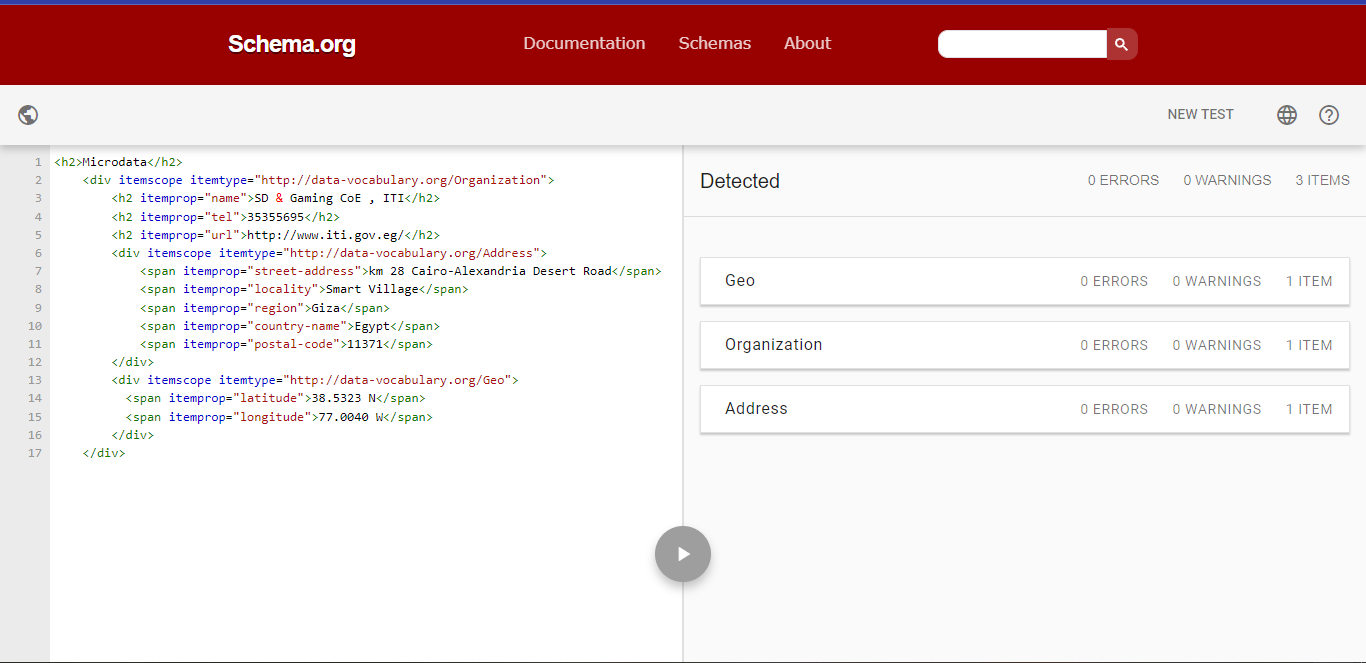 Schema.org Documentation Schemas About
NEW TEST
1 <h2>Microdata</h2>
2 <div itemscope itemtype="http://data-vocabulary.org/Organization">
3 <h2 itemprop="name">SD & Gaming CoE , ITI</h2>
4 <h2 itemprop="tel">35355695</h2>
5 <h2 itemprop="url">http://www.iti.gov.eg/</h2>
6 <div itemscope itemtype="http://data-vocabulary.org/Address">
7 <span itemprop="street-address">km 28 Cairo-Alexandria Desert Road</span>
8 <span itemprop="locality">Smart Village</span>
9 <span itemprop="region">Giza</span>
10 <span itemprop="country-name">Egypt</span>
11 <span itemprop="postal-code">11371</span>
12 </div>
13 <div itemscope itemtype="http://data-vocabulary.org/Geo">
14 <span itemprop="latitude">38.5323 N</span>
15 <span itemprop="longitude">77.0040 W</span>
16 </div>
17 </div>
Detected 0 ERRORS 0 WARNINGS 3 ITEMS
Geo 0 ERRORS 0 WARNINGS 1 ITEM
Organization 0 ERRORS 0 WARNINGS 1 ITEM
Address 0 ERRORS 0 WARNINGS 1 ITEM